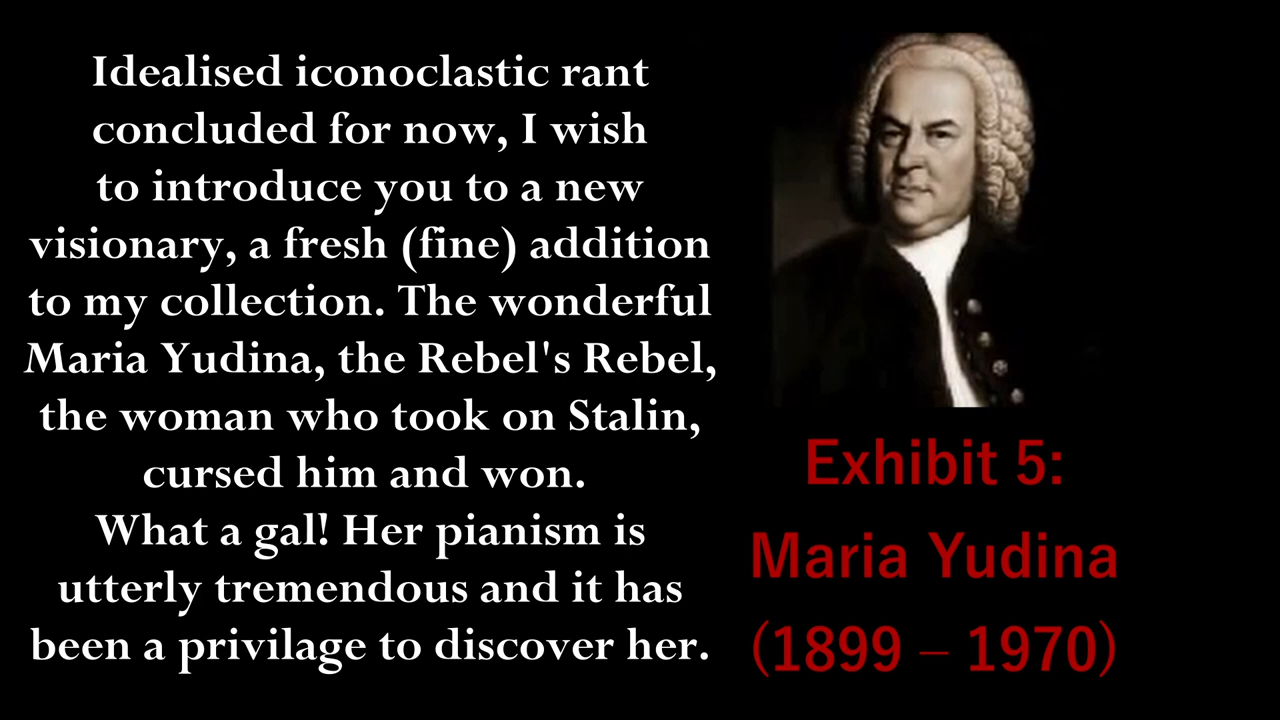 Idealised iconoclastic rant
concluded for now, I wish
to introduce you to a new
visionary, a fresh (fine) addition
to my collection. The wonderful
Maria Yudina, the Rebel's Rebel,
the woman who took on Stalin,
cursed him and won.
What a gal! Her pianism is
utterly tremendous and it has
been a privilage to discover her.
Exhibit 5:
Maria Yudina
(1899 – 1970)